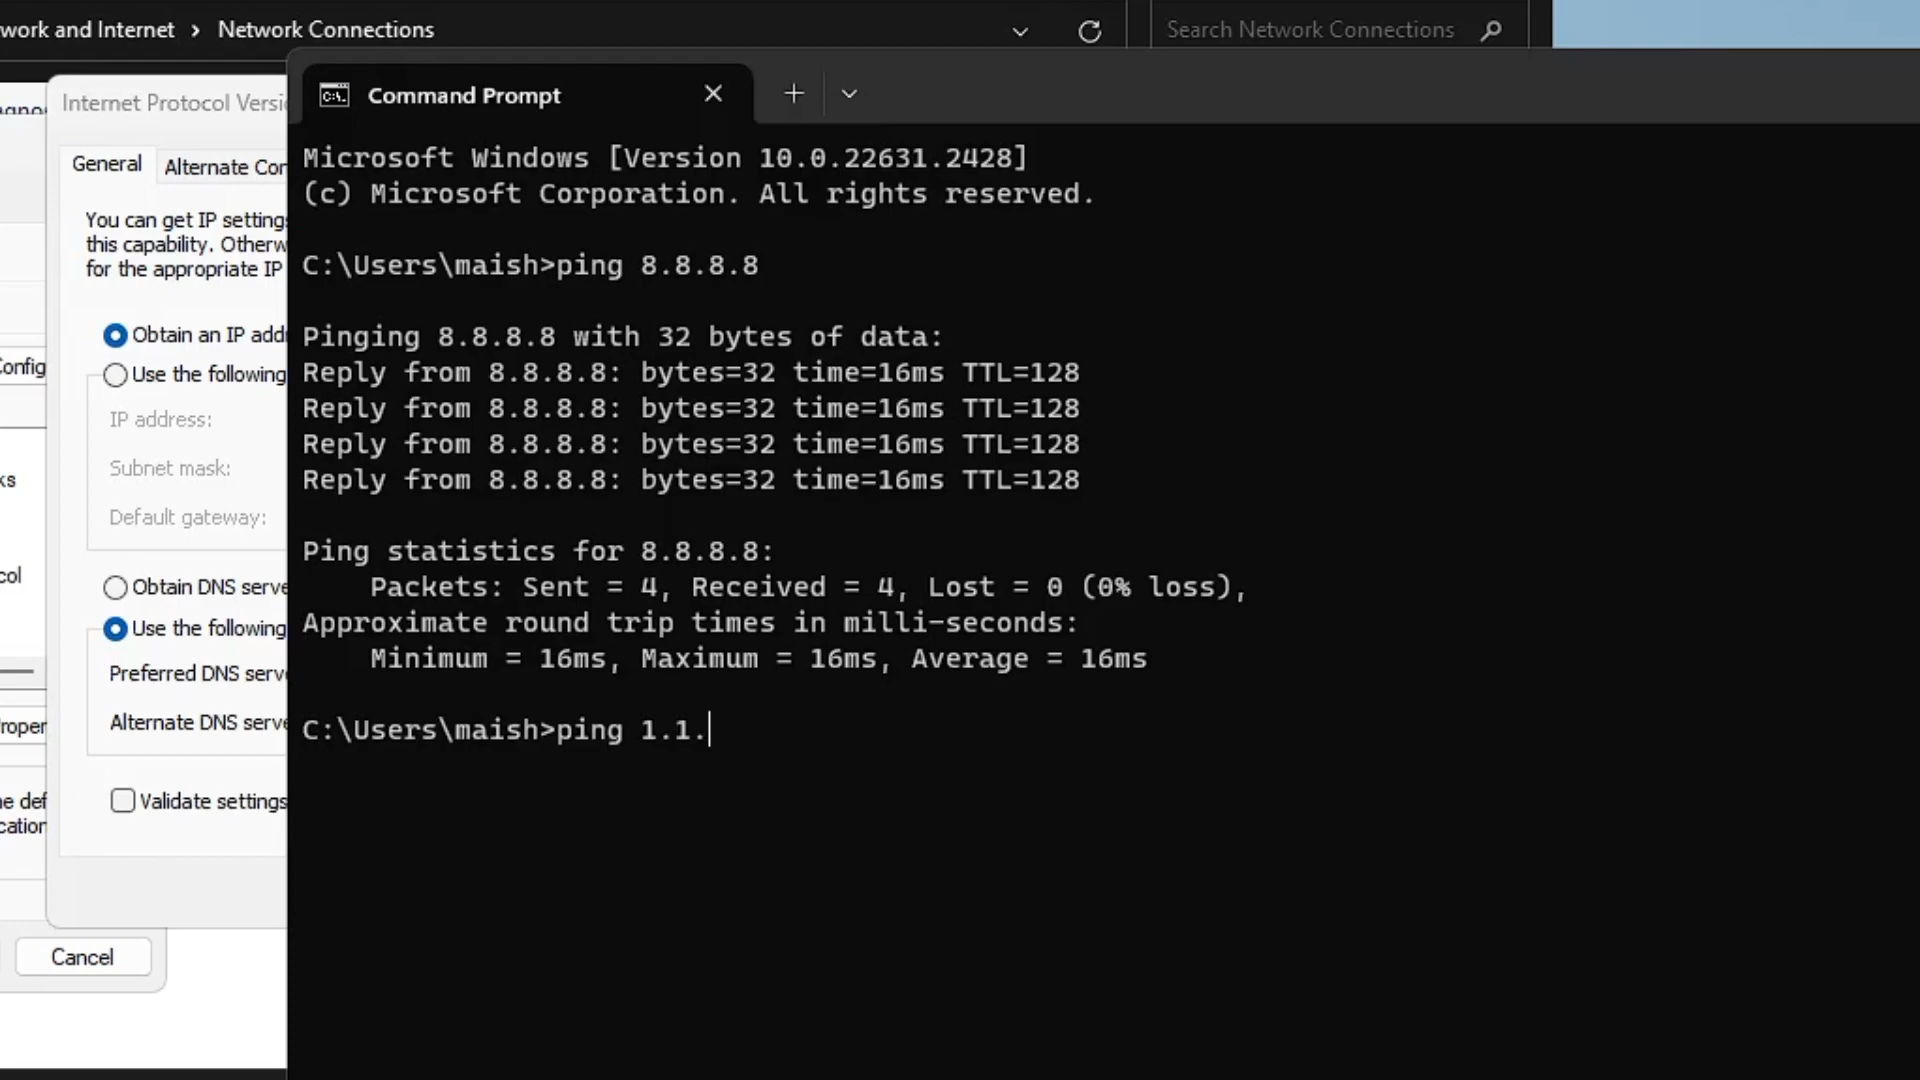 work and Internet > Network Connections
Search Network Connections
Command Prompt
Internet Protocol Versi
General
Alternate Con
You can get IP settings
this capability. Otherw
for the appropriate IP
Obtain an IP add
Use the following
IP address:
Subnet mask:
Default gateway:
Obtain DNS serve
Use the following
Preferred DNS serv
Alternate DNS serve
Validate settings
Config
ks
col
roper
ne def
cation
Cancel
Microsoft Windows [Version 10.0.22631.2428]
(c) Microsoft Corporation. All rights reserved.
C:\Users\maish>ping 8.8.8.8
Pinging 8.8.8.8 with 32 bytes of data:
Reply from 8.8.8.8: bytes=32 time=16ms TTL=128
Reply from 8.8.8.8: bytes=32 time=16ms TTL=128
Reply from 8.8.8.8: bytes=32 time=16ms TTL=128
Reply from 8.8.8.8: bytes=32 time=16ms TTL=128
Ping statistics for 8.8.8.8:
Packets: Sent = 4, Received = 4, Lost = 0 (0% loss),
Approximate round trip times in milli-seconds:
Minimum = 16ms, Maximum = 16ms, Average = 16ms
C:\Users\maish>ping 1.1.